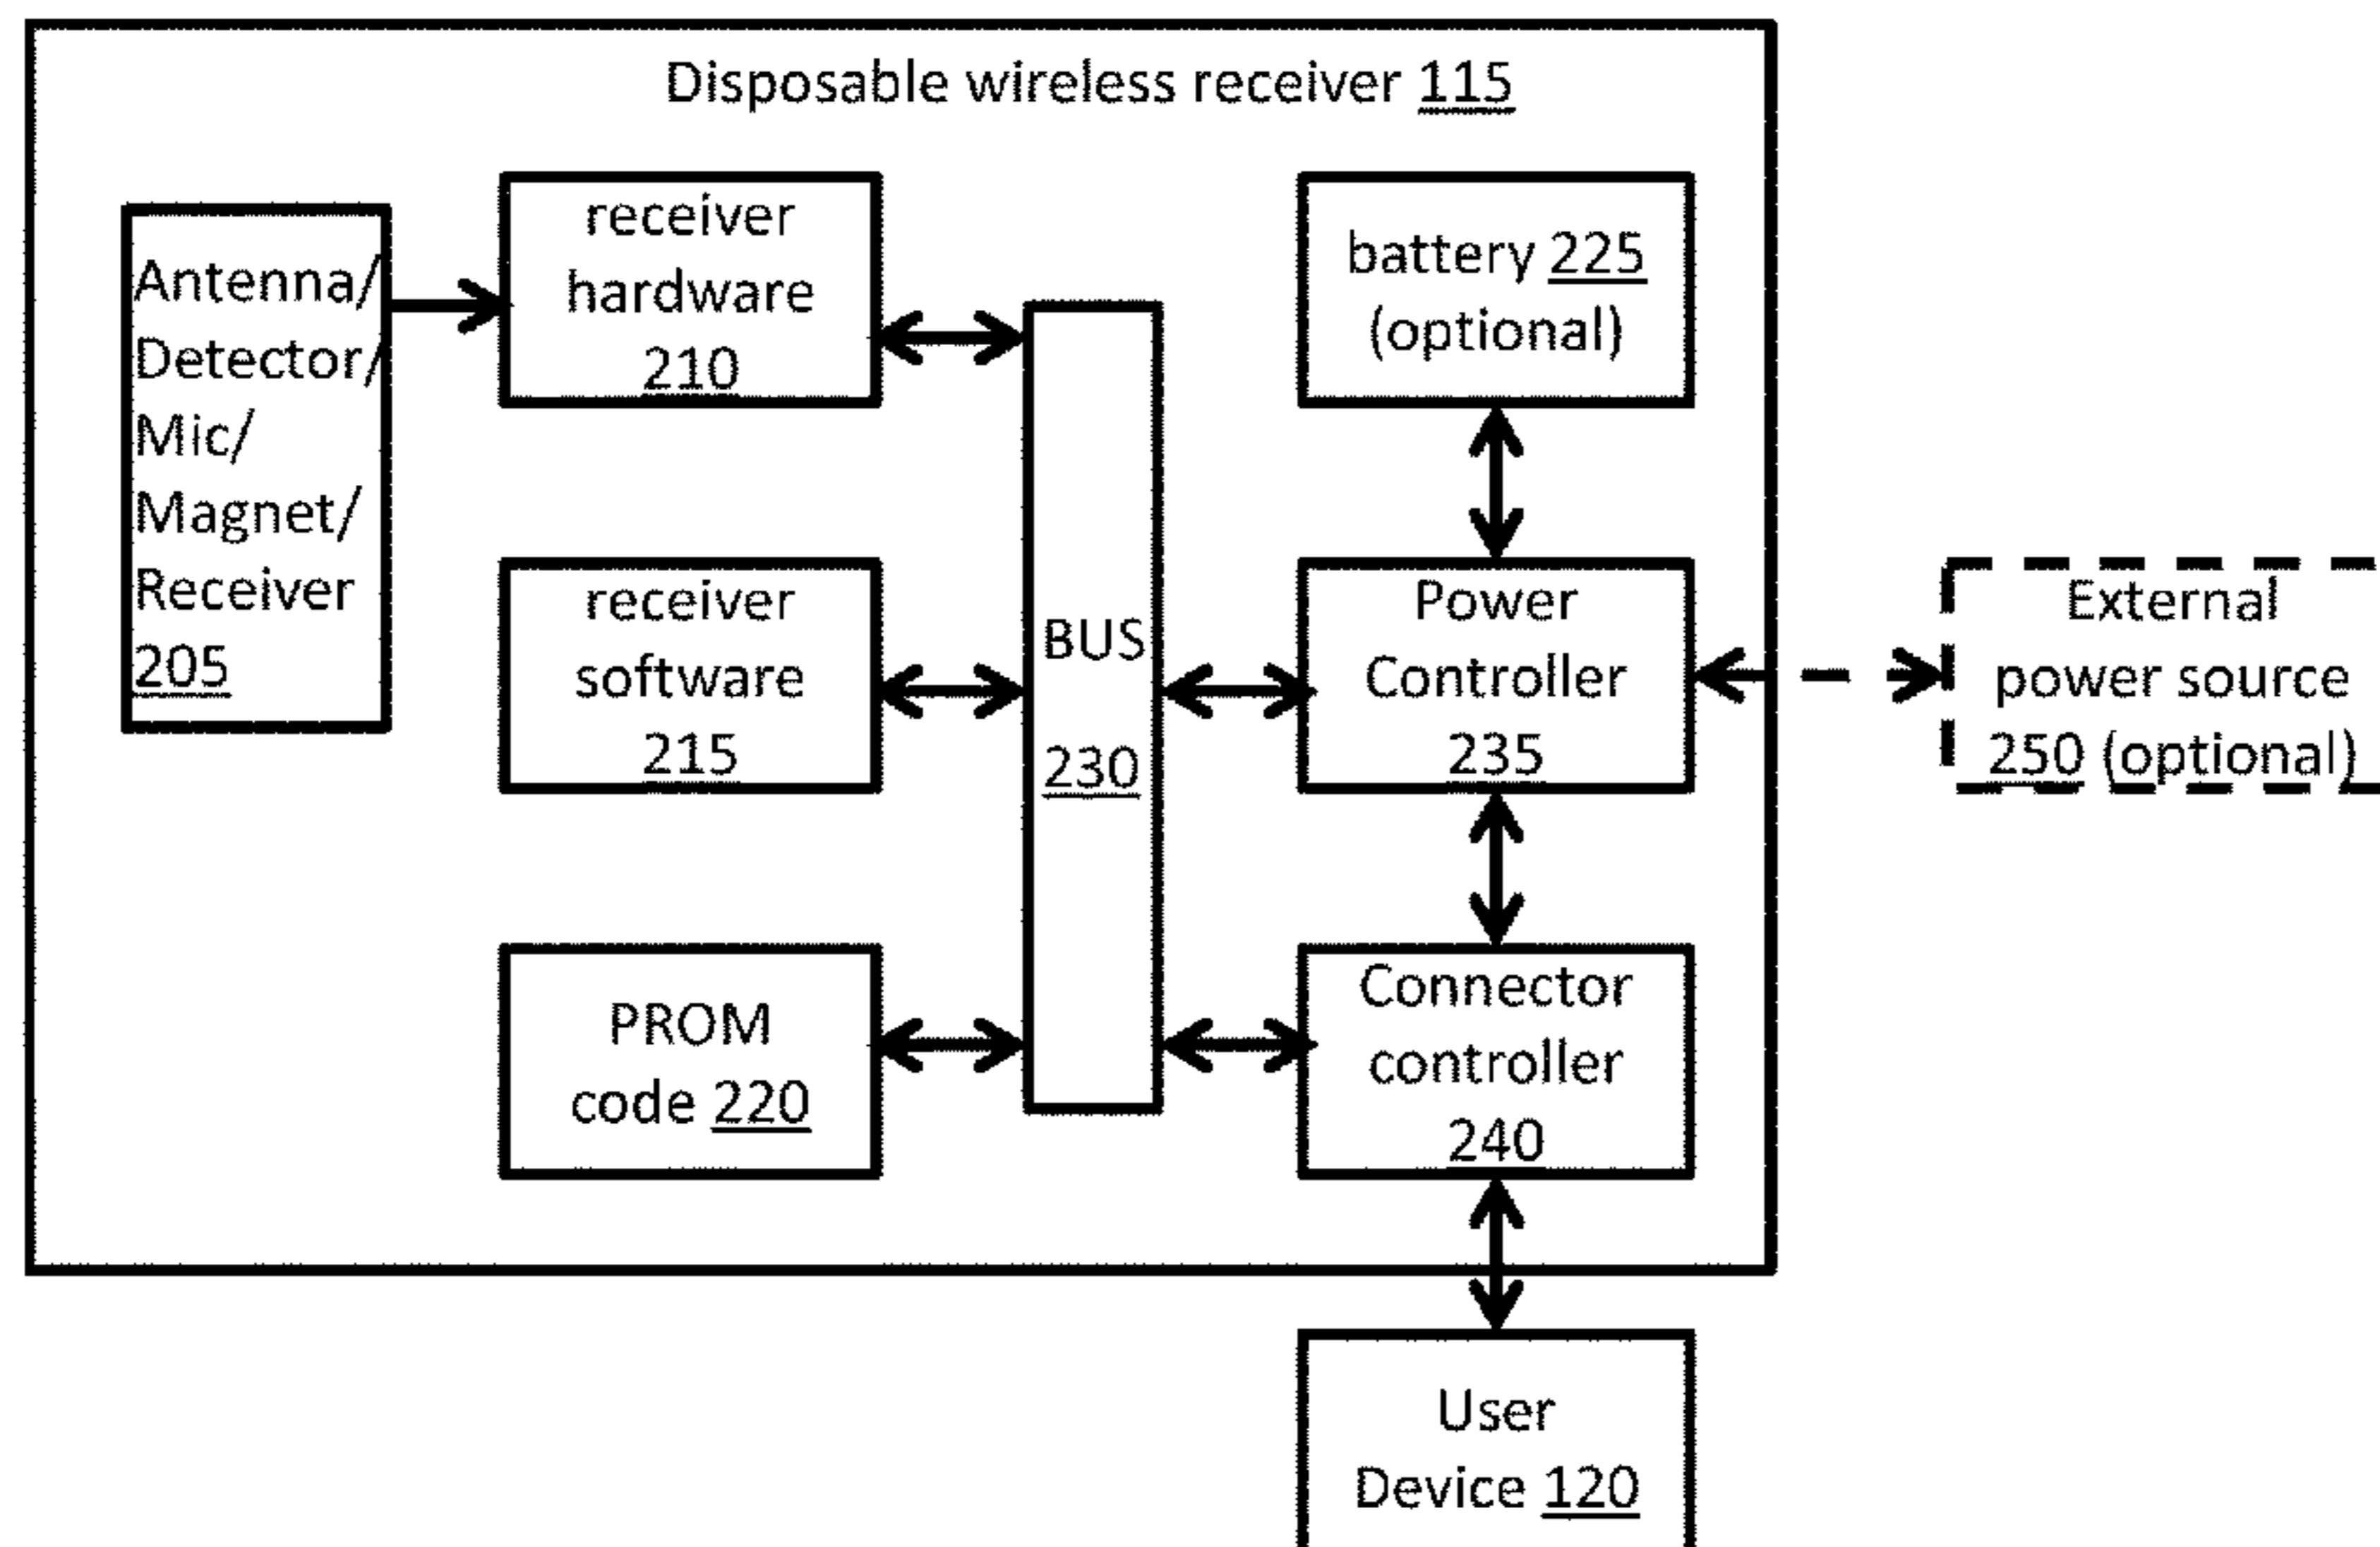 Disposable wireless receiver 115
Antenna/
Detector/
Mic/
Magnet/
Receiver
205
receiver
hardware
210
receiver
software
215
PROM
code 220
BUS
230
battery 225
(optional)
Power
Controller
235
Connector
controller
240
External
power source
250 (optional)
User
Device 120